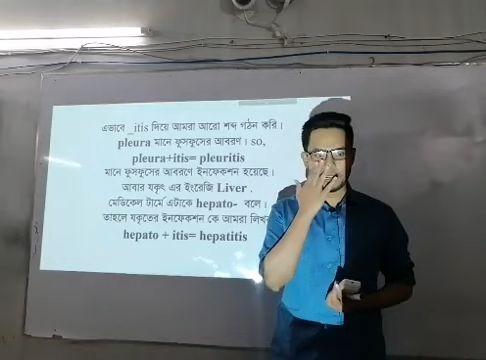 এভাবে _itis দিয়ে আমরা আরো শব্দ গঠন করি।
pleura মানে ফুসফুসের আবরণ। so,
pleura+itis= pleuritis
মানে ফুসফুসের আবরণে ইনফেকশন হয়েছে।
আবার যকৃৎ এর ইংরেজি Liver .
মেডিকেল টার্মে এটাকে hepato- বলে।
তাহলে যকৃতের ইনফেকশন কে আমরা লিখব
hepato + itis= hepatitis